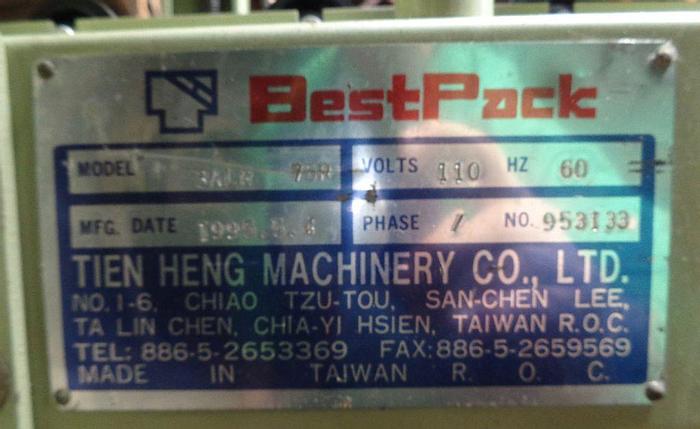 BestPack
MODEL VOLTS 110 HZ 60
MFG. DATE PHASE 1 NO. 953133
TIEN HENG MACHINERY CO., LTD.
NO. 1-6, CHIAO TZU-TOU, SAN-CHEN LEE,
TA LIN CHEN, CHIA-YI HSIEN, TAIWAN R.O.C.
TEL: 886-5-2653369 FAX:886-5-2659569
MADE IN TAIWAN R. O. C.